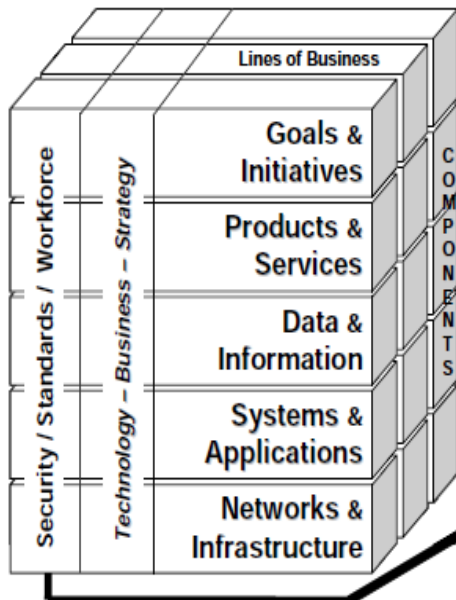 Lines of Business
Goals &
Initiatives
Products &
Services
Data &
Information
Systems &
Applications
Networks &
Infrastructure
Security / Standards / Workforce
Technology – Business – Strategy
COMPONENTS